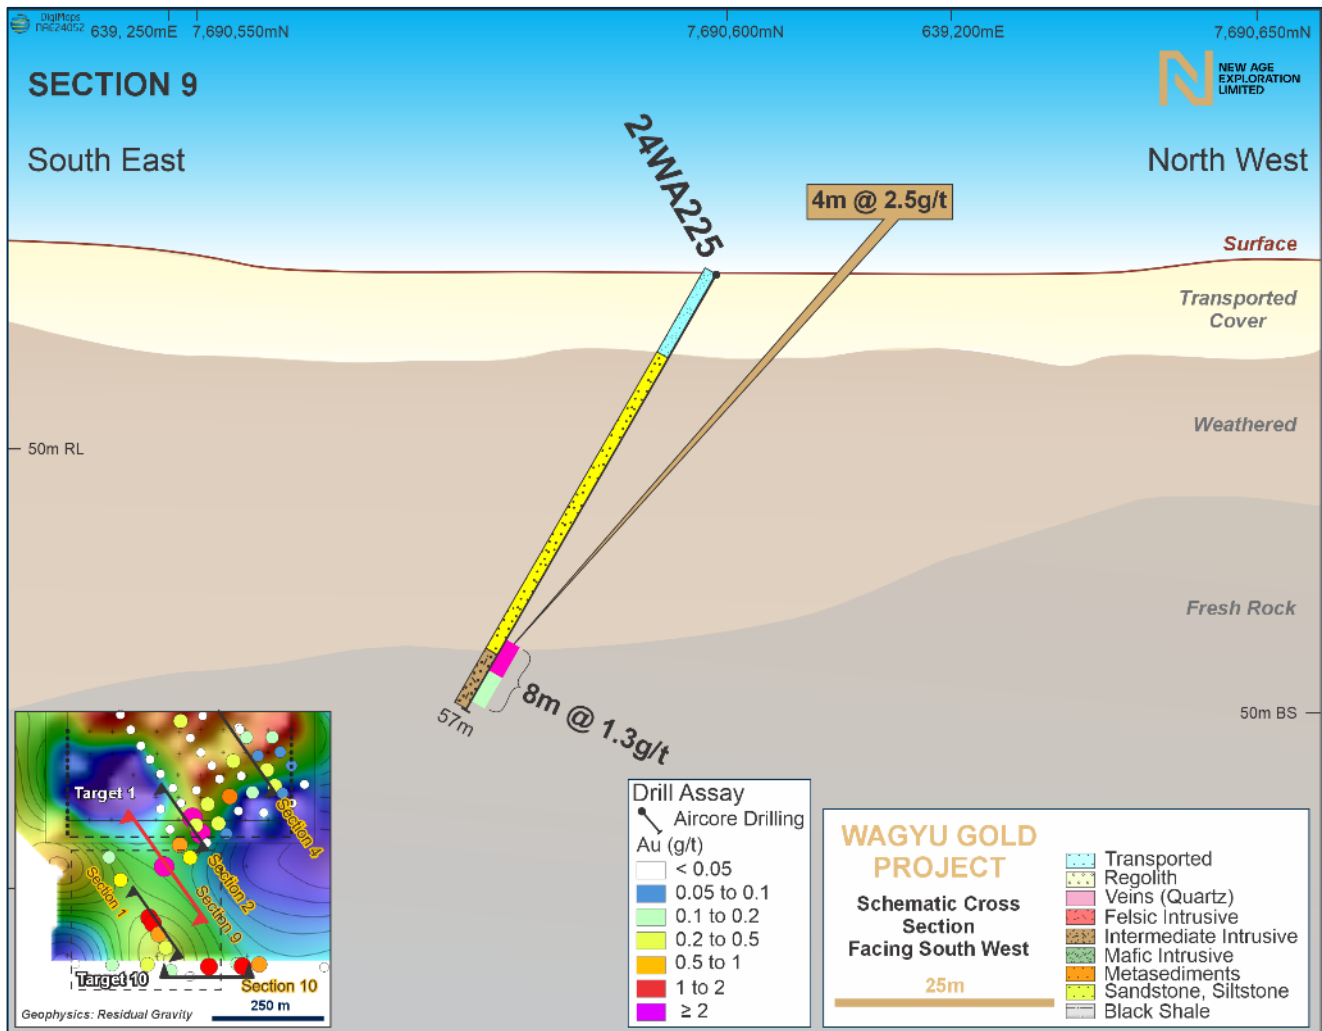 DigiMaps
NAE24052
639, 250mE
7,690,550mN
7,690,600mN
639,200mE
7,690,650mN
SECTION 9
NEW AGE
EXPLORATION
LIMITED
South East
North West
24WA225
4m @ 2.5g/t
Surface
Transported
Cover
Weathered
50m RL
Fresh Rock
8m @ 1.3g/t
57m
50m BS
Target 1
Section 4
Section 2
Section 1
Section 9
Target 10
Section 10
Geophysics: Residual Gravity
250 m
Drill Assay
Aircore Drilling
Au (g/t)
< 0.05
0.05 to 0.1
0.1 to 0.2
0.2 to 0.5
0.5 to 1
1 to 2
≥ 2
WAGYU GOLD
PROJECT
Schematic Cross
Section
Facing South West
25m
Transported
Regolith
Veins (Quartz)
Felsic Intrusive
Intermediate Intrusive
Mafic Intrusive
Metasediments
Sandstone, Siltstone
Black Shale